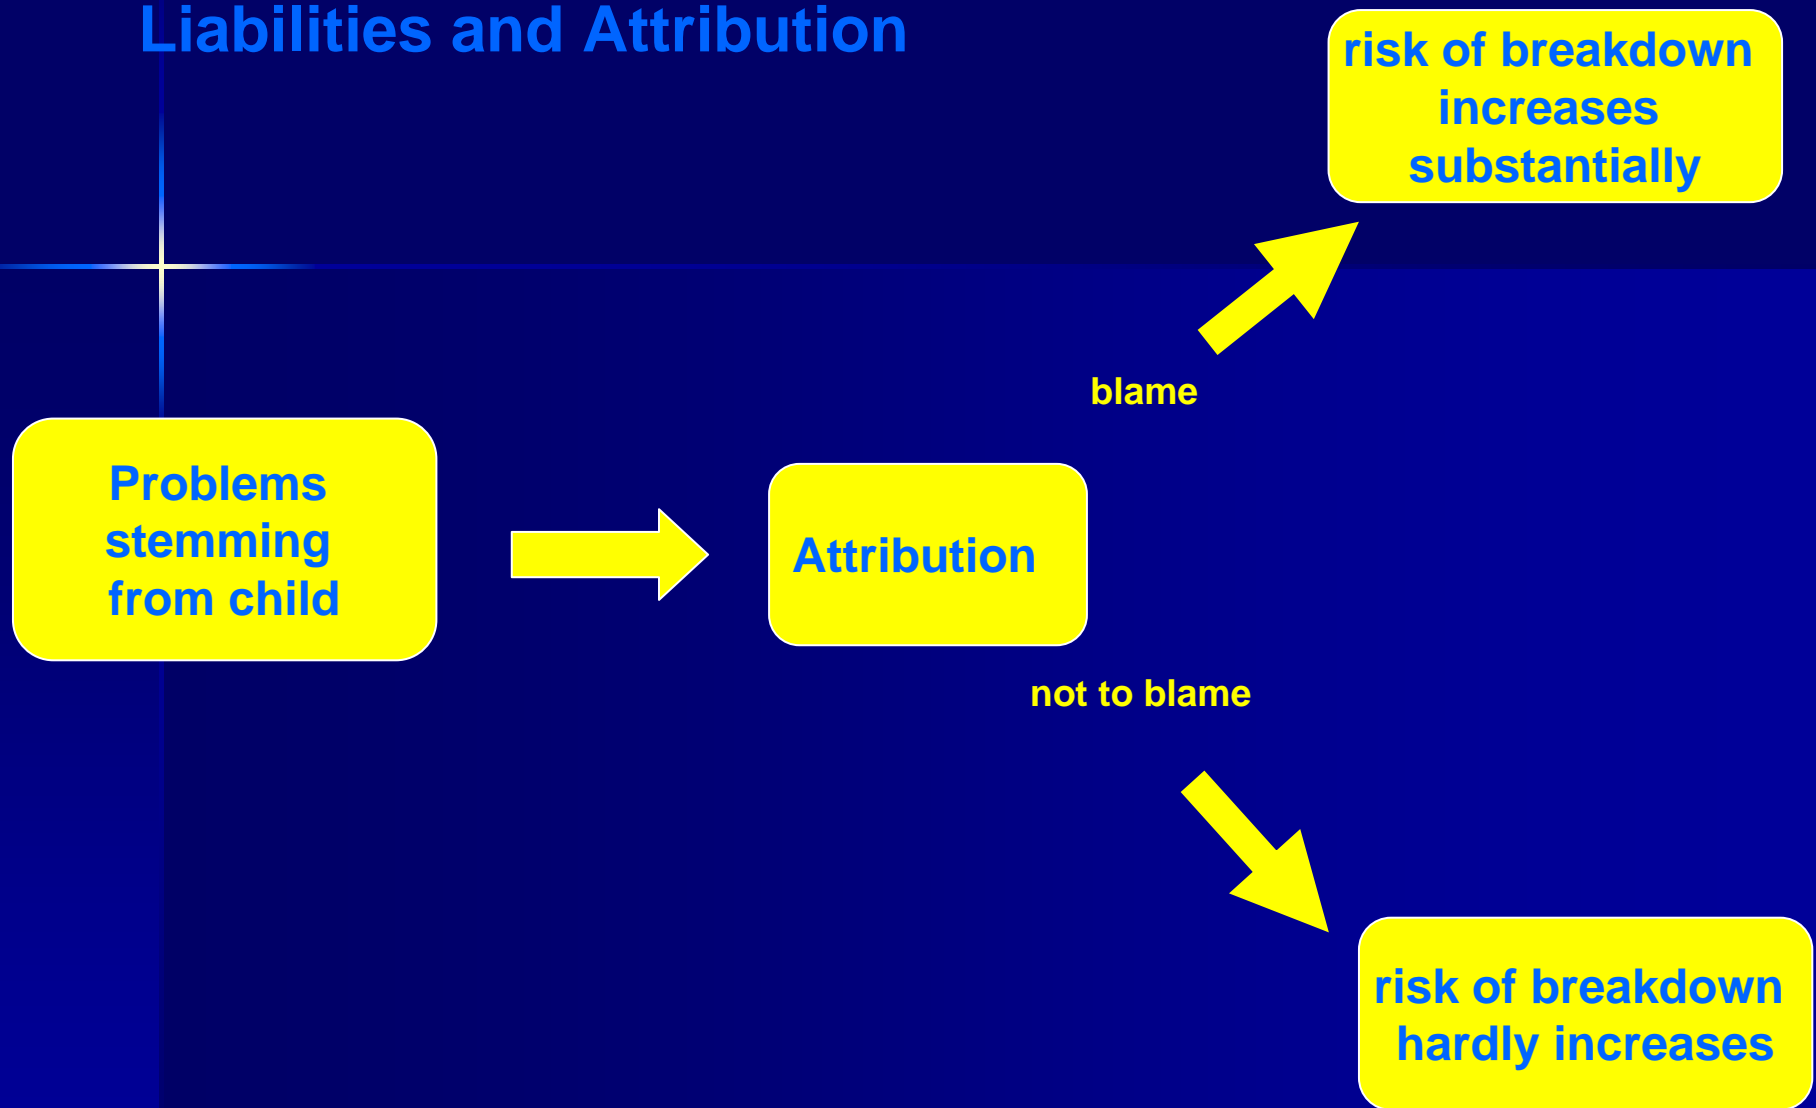 Liabilities and Attribution
risk of breakdown
increases
substantially
blame
Problems
stemming
from child
Attribution
not to blame
risk of breakdown
hardly increases